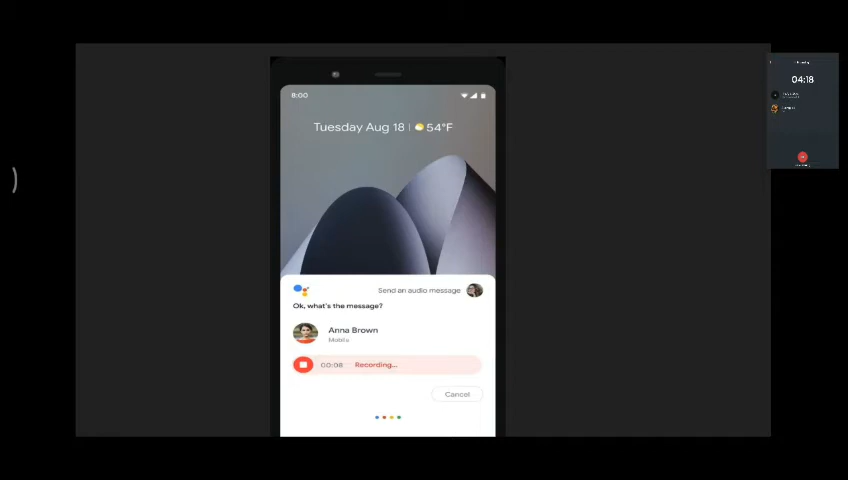 8:00
Tuesday Aug 18 | 54°F
Send an audio message
Ok, what's the message?
Anna Brown
Mobile
00:08 Recording...
Cancel
04:18